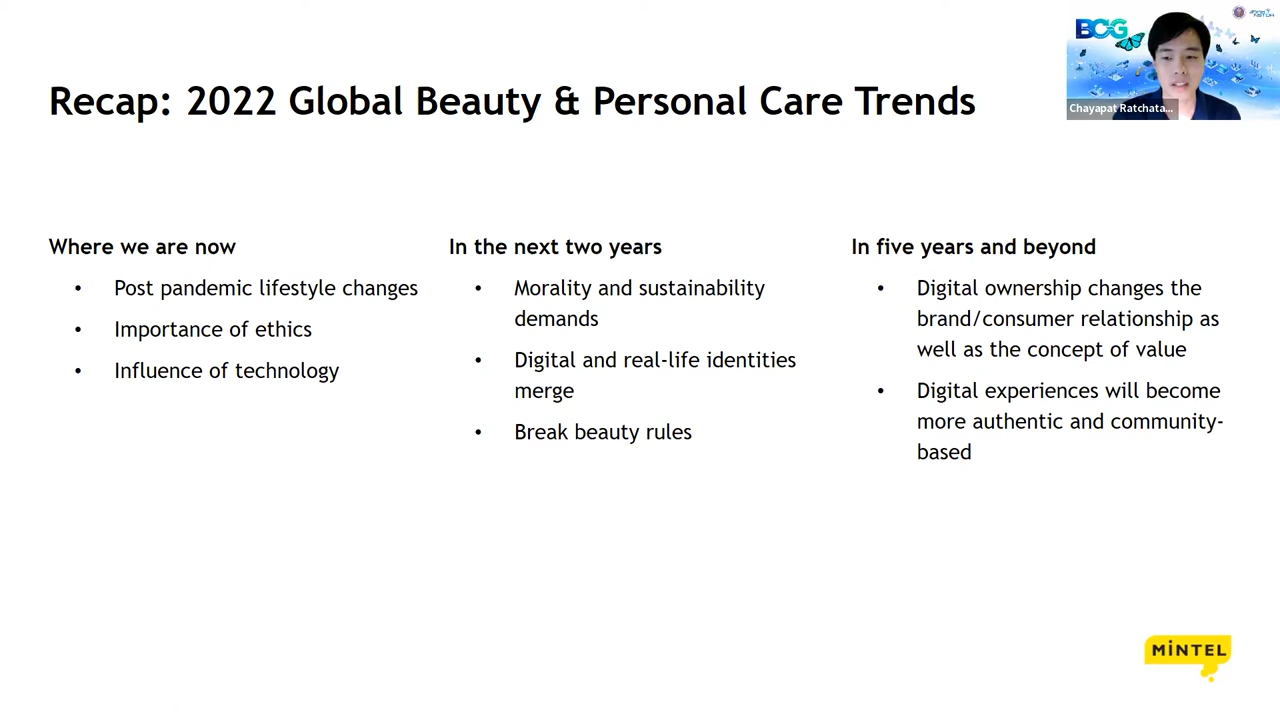 BCG
Chayapat Ratchata...
Recap: 2022 Global Beauty & Personal Care Trends
Where we are now
• Post pandemic lifestyle changes
• Importance of ethics
• Influence of technology
In the next two years
• Morality and sustainability
demands
• Digital and real-life identities
merge
• Break beauty rules
In five years and beyond
• Digital ownership changes the
brand/consumer relationship as
well as the concept of value
• Digital experiences will become
more authentic and community-
based
MiNTEL